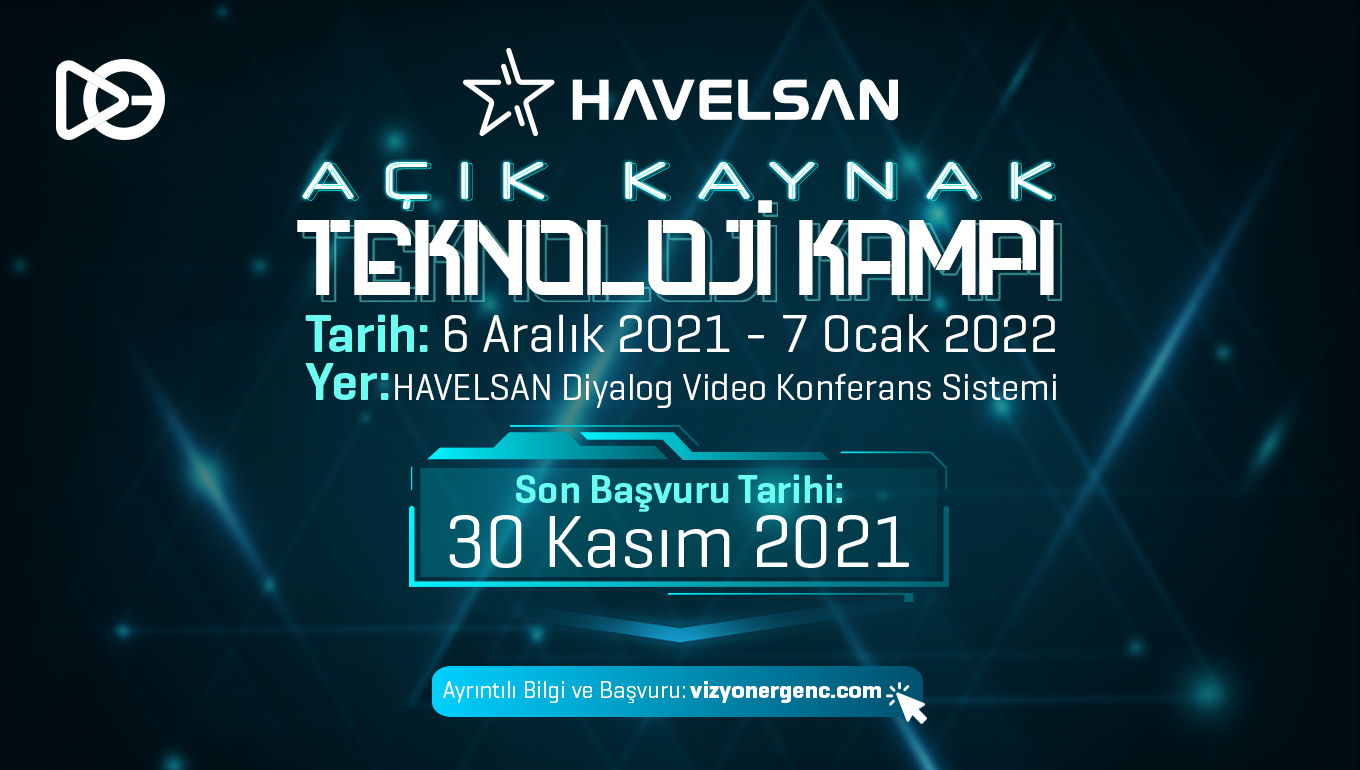 HAVELSAN
AÇIK KAYNAK
TEKNOLOJİ KAMPI
Tarih: 6 Aralık 2021 - 7 Ocak 2022
Yer:HAVELSAN Diyalog Video Konferans Sistemi
Son Başvuru Tarihi:
30 Kasım 2021
Ayrıntılı Bilgi ve Başvuru: vizyonergenc.com